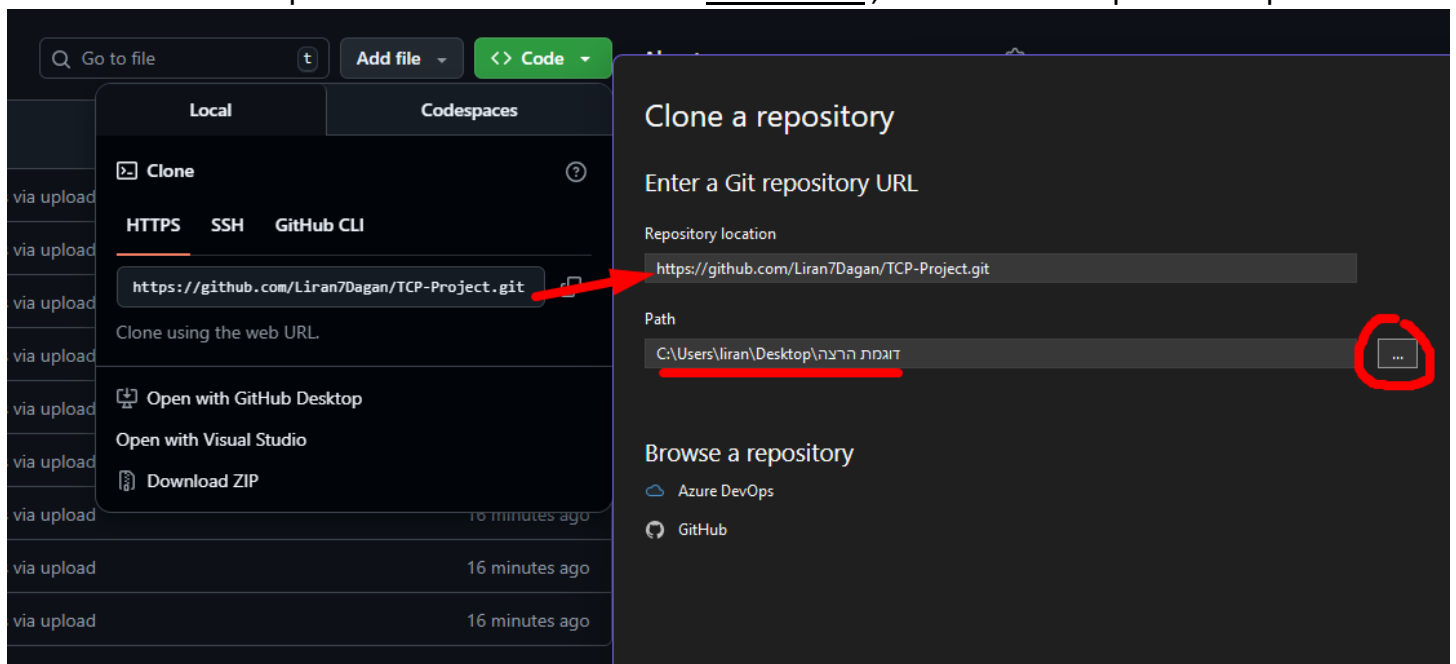 Go to file
t
Add file
<> Code
Local
Codespaces
Clone
HTTPS SSH GitHub CLI
https://github.com/Liran7Dagan/TCP-Project.git
Clone using the web URL.
Open with GitHub Desktop
Open with Visual Studio
Download ZIP
via upload
via upload
via upload
via upload
via upload
via upload
via upload 16 minutes ago
via upload 16 minutes ago
via upload 16 minutes ago
Clone a repository
Enter a Git repository URL
Repository location
https://github.com/Liran7Dagan/TCP-Project.git
Path
C:\Users\liran\Desktop\דוגמת הרצה
...
Browse a repository
Azure DevOps
GitHub